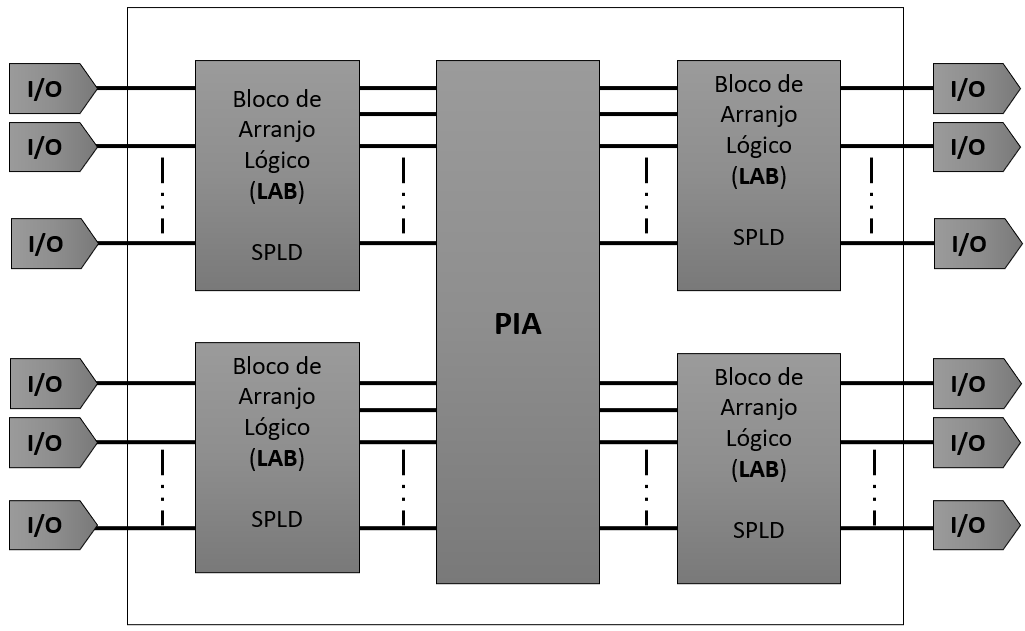 I/O
I/O
I/O
Bloco de
Arranjo
Lógico
(LAB)
SPLD
I/O
I/O
I/O
Bloco de
Arranjo
Lógico
(LAB)
SPLD
PIA
Bloco de
Arranjo
Lógico
(LAB)
SPLD
I/O
I/O
I/O
Bloco de
Arranjo
Lógico
(LAB)
SPLD
I/O
I/O
I/O